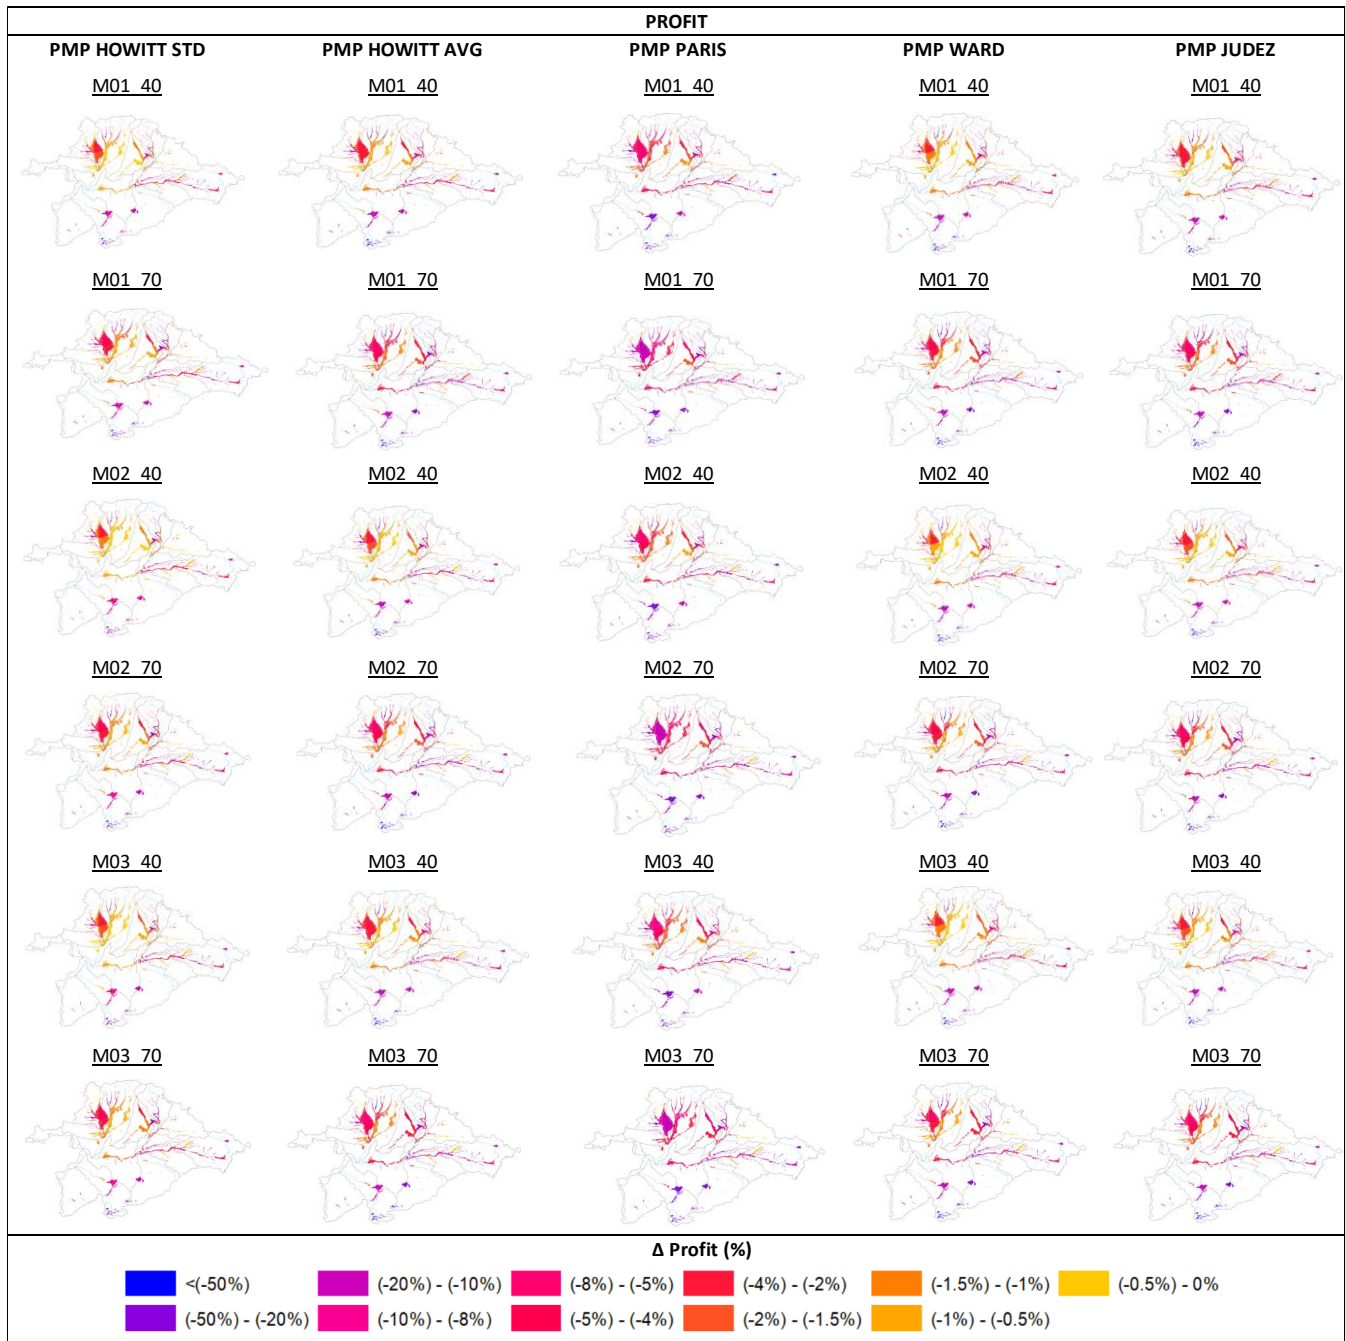 PROFIT
PMP HOWITT STD PMP HOWITT AVG PMP PARIS PMP WARD PMP JUDEZ
M01_40 M01_40 M01_40 M01_40 M01_40
M01_70 M01_70 M01_70 M01_70 M01_70
M02_40 M02_40 M02_40 M02_40 M02_40
M02_70 M02_70 M02_70 M02_70 M02_70
M03_40 M03_40 M03_40 M03_40 M03_40
M03_70 M03_70 M03_70 M03_70 M03_70
Δ Profit (%)
<(-50%) (-20%) - (-10%) (-8%) - (-5%) (-4%) - (-2%) (-1.5%) - (-1%) (-0.5%) - 0%
(-50%) - (-20%) (-10%) - (-8%) (-5%) - (-4%) (-2%) - (-1.5%) (-1%) - (-0.5%)